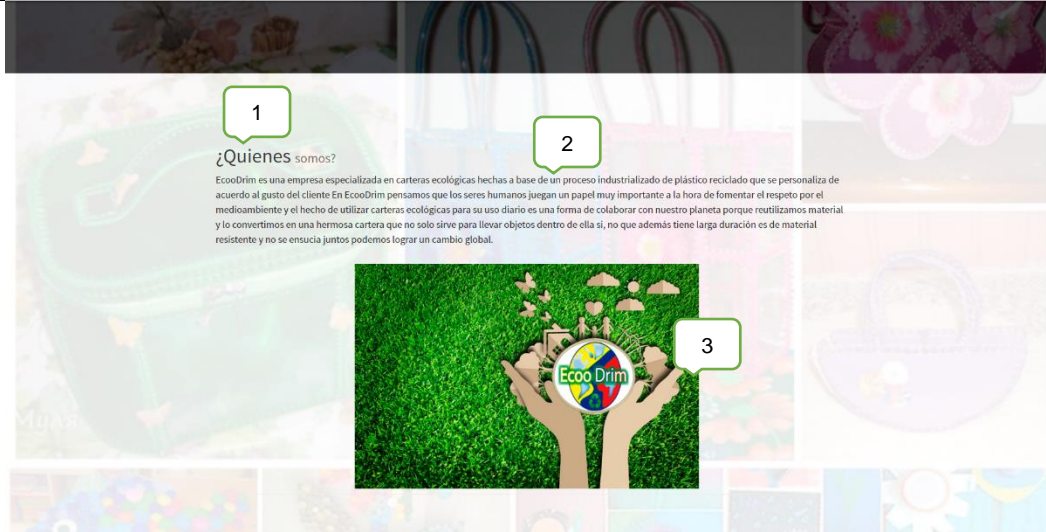 1
2
¿Quienes somos?
EcooDrim es una empresa especializada en carteras ecológicas hechas a base de un proceso industrializado de plástico reciclado que se personaliza de
acuerdo al gusto del cliente En EcooDrim pensamos que los seres humanos juegan un papel muy importante a la hora de fomentar el respeto por el
medioambiente y el hecho de utilizar carteras ecológicas para su uso diario es una forma de colaborar con nuestro planeta porque reutilizamos material
y lo convertimos en una hermosa cartera que no solo sirve para llevar objetos dentro de ella si, no que además tiene larga duración es de material
resistente y no se ensucia juntos podemos lograr un cambio global.
3
Ecoo Drim